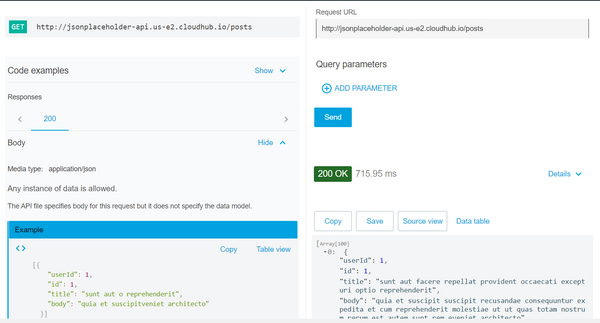 GET http://jsonplaceholder-api.us-e2.cloudhub.io/posts
Code examples
Show
Responses
200
Body
Hide
Media type: application/json
Any instance of data is allowed.
The API file specifies body for this request but it does not specify the data model.
Example
<>
Copy
Table view
[{
"userId": 1,
"id": 1,
"title": "sunt aut o reprehenderit",
"body": "quia et suscipitveniet architecto"
}]
Request URL
http://jsonplaceholder-api.us-e2.cloudhub.io/posts
Query parameters
ADD PARAMETER
Send
200 OK 715.95 ms
Details
Copy
Save
Source view
Data table
[Array[100]
-0: {
"userId": 1,
"id": 1,
"title": "sunt aut facere repellat provident occaecati except
uri optio reprehenderit",
"body": "quia et suscipit suscipit recusandae consequuntur exp
pedita et cum reprehenderit molestiae ut ut quas totam nostru
m rerum est autem sunt rem eveniet architecto"